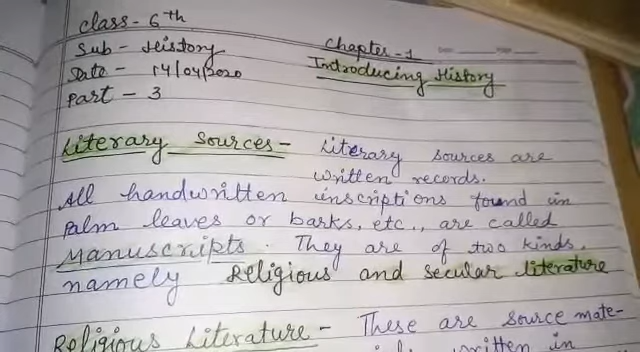 Class - 6th
Sub - History
Date - 14/04/2020
Part - 3
Chapter - 1
Introducing History
Literary Sources - Literary sources are
written records.
All handwritten inscriptions found in
palm leaves or barks, etc., are called
Manuscripts. They are of two kinds,
namely Religious and secular literature
Religious Literature - These are source mate-
written in